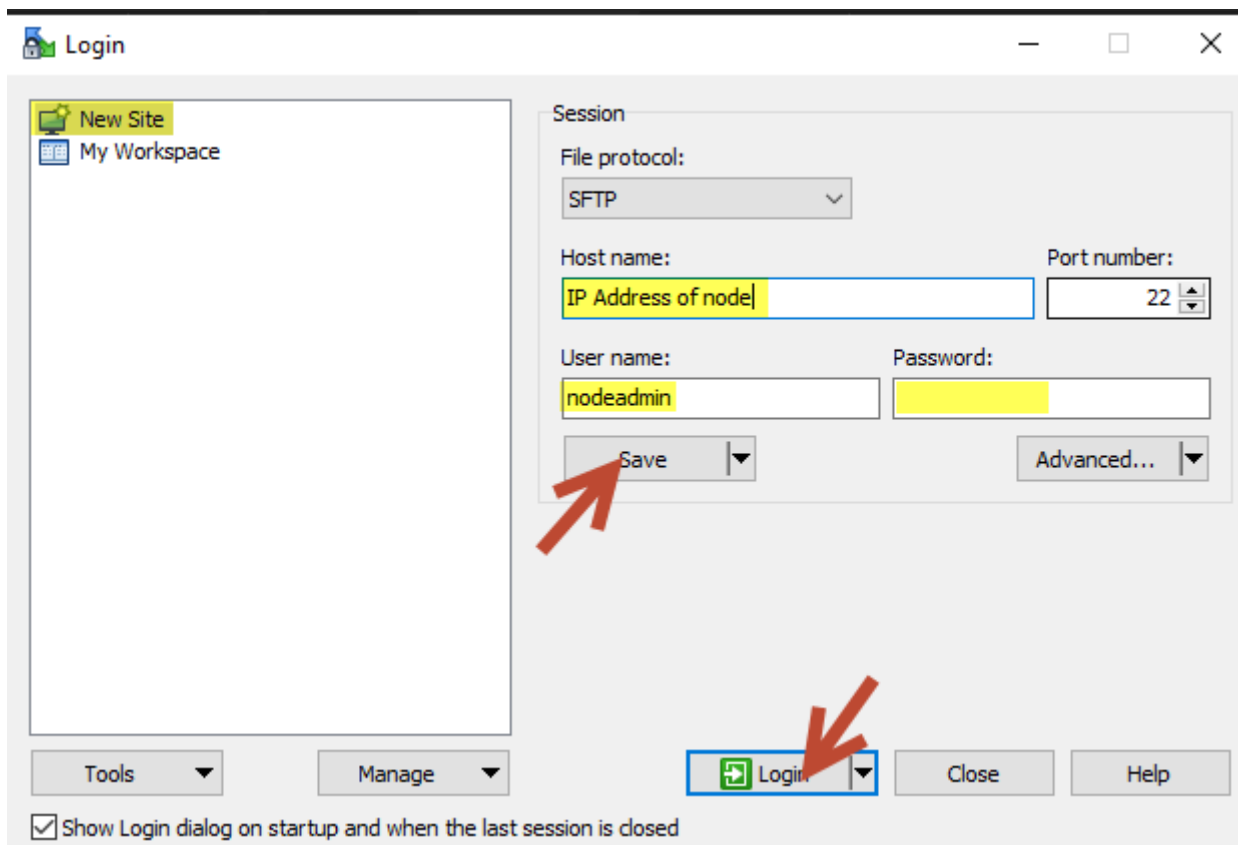 Login
New Site
My Workspace
Session
File protocol:
SFTP
Host name:
Port number:
IP Address of node
22
User name:
Password:
nodeadmin
Save
Advanced...
Tools
Manage
Login
Close
Help
Show Login dialog on startup and when the last session is closed